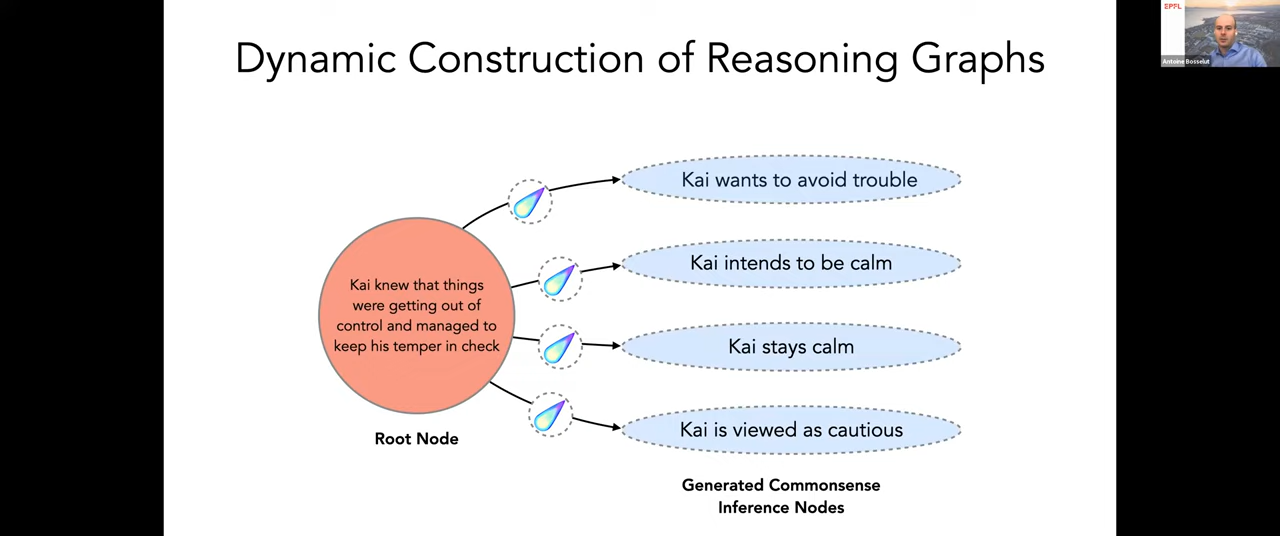 EPFL
Antoine Bosselut
Dynamic Construction of Reasoning Graphs
Kai knew that things
were getting out of
control and managed to
keep his temper in check
Root Node
Kai wants to avoid trouble
Kai intends to be calm
Kai stays calm
Kai is viewed as cautious
Generated Commonsense
Inference Nodes